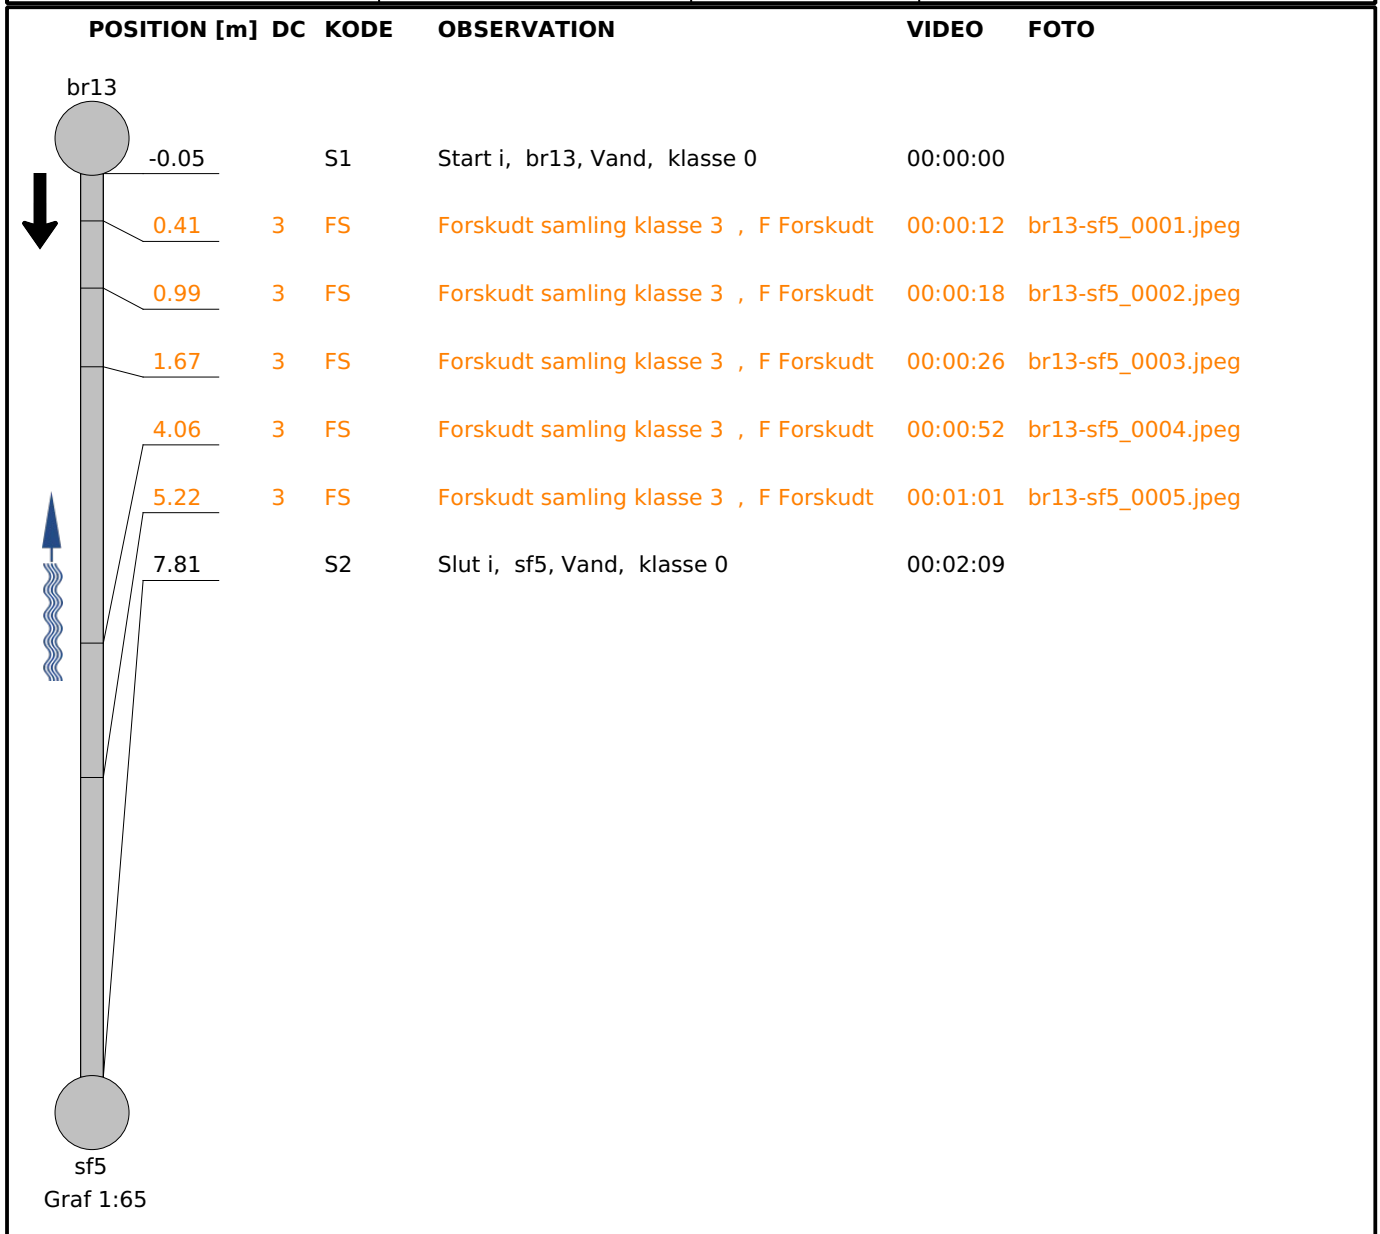 POSITION [m] DC KODE OBSERVATION VIDEO FOTO
br13
-0.05 S1 Start i, br13, Vand, klasse 0 00:00:00
0.41 3 FS Forskudt samling klasse 3 , F Forskudt 00:00:12 br13-sf5_0001.jpeg
0.99 3 FS Forskudt samling klasse 3 , F Forskudt 00:00:18 br13-sf5_0002.jpeg
1.67 3 FS Forskudt samling klasse 3 , F Forskudt 00:00:26 br13-sf5_0003.jpeg
4.06 3 FS Forskudt samling klasse 3 , F Forskudt 00:00:52 br13-sf5_0004.jpeg
5.22 3 FS Forskudt samling klasse 3 , F Forskudt 00:01:01 br13-sf5_0005.jpeg
7.81 S2 Slut i, sf5, Vand, klasse 0 00:02:09
sf5
Graf 1:65